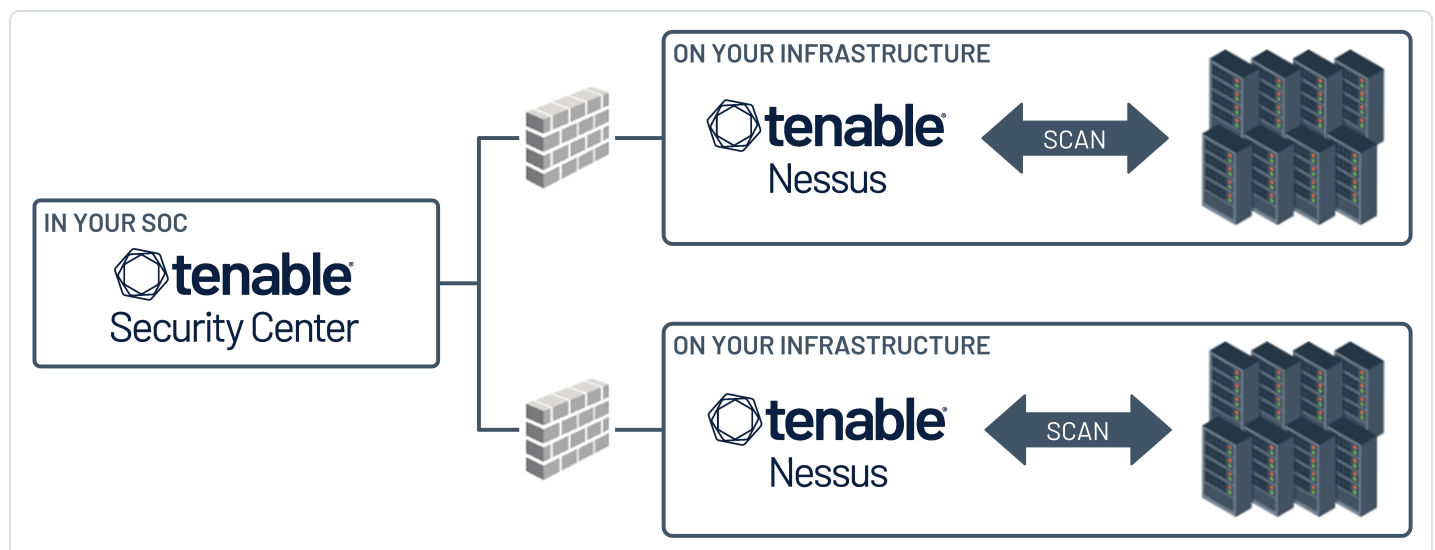 ON YOUR INFRASTRUCTURE
tenable®
Nessus
SCAN
IN YOUR SOC
tenable®
Security Center
ON YOUR INFRASTRUCTURE
tenable®
Nessus
SCAN